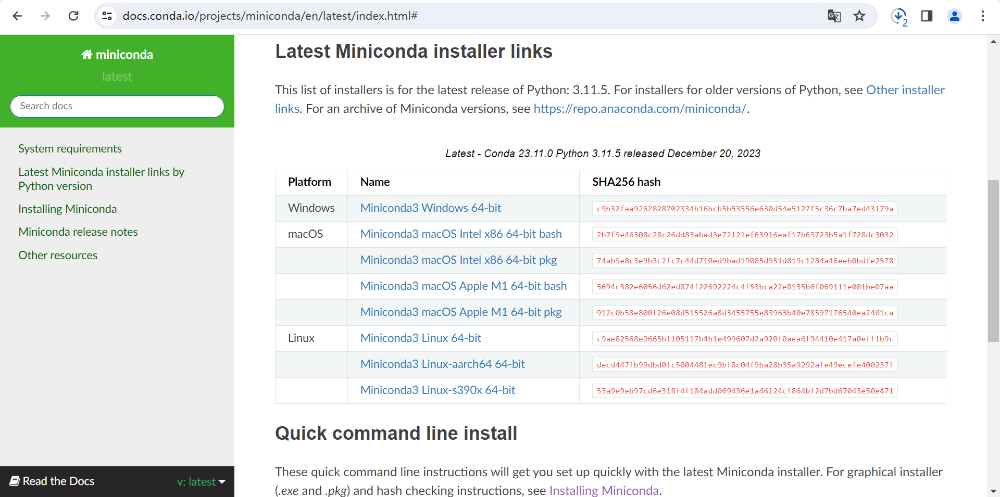 docs.conda.io/projects/miniconda/en/latest/index.html#
2
miniconda
latest
Search docs
System requirements
Latest Miniconda installer links by
Python version
Installing Miniconda
Miniconda release notes
Other resources
Read the Docs
v: latest
Latest Miniconda installer links
This list of installers is for the latest release of Python: 3.11.5. For installers for older versions of Python, see Other installer
links. For an archive of Miniconda versions, see https://repo.anaconda.com/miniconda/.
Latest - Conda 23.11.0 Python 3.11.5 released December 20, 2023
Platform Name SHA256 hash
Windows Miniconda3 Windows 64-bit c9b32faa9262828702334b16bcb5b53556e630d54e5127f5c36c7ba7ed43179a
macOS Miniconda3 macOS Intel x86 64-bit bash 2b7f9e46308c28c26dd83abad3e72121ef63916eaf17b63723b5a1f728dc3032
Miniconda3 macOS Intel x86 64-bit pkg 74ab9e8c3e9b3c2fc7c44d710ed9bad19085d951d819c1284a46eeb0bdfe2578
Miniconda3 macOS Apple M1 64-bit bash 5694c382e6056d62ed874f22692224c4f53bca22e8135b6f069111e081be07aa
Miniconda3 macOS Apple M1 64-bit pkg 912c0b58e800f26e08d515526a8d3455755e83963b40e78597176540ea2401ca
Linux Miniconda3 Linux 64-bit c9ae82568e9665b1105117b4b1e499607d2a920f0aea6f94410e417a0eff1b9c
Miniconda3 Linux-aarch64 64-bit decd447fb99dbd0fc5004481ec9bf8c04f9ba28b35a9292afe49ecefe400237f
Miniconda3 Linux-s390x 64-bit 53a9e9eb97cd6e318f4f184add069436e1a46124cf864bf2d7bd67043e50e471
Quick command line install
These quick command line instructions will get you set up quickly with the latest Miniconda installer. For graphical installer
(.exe and .pkg) and hash checking instructions, see Installing Miniconda.